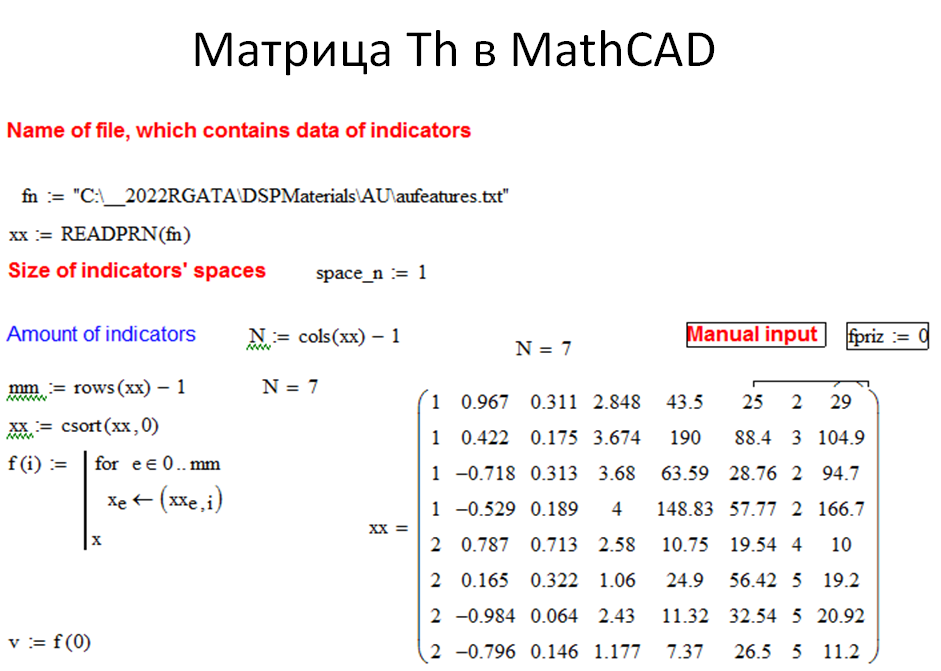 Матрица Th в MathCAD
Name of file, which contains data of indicators
fn := "C:\__2022RGATA\DSPMaterials\AU\aufeatures.txt"
xx := READPRN(fn)
Size of indicators' spaces space_n := 1
Amount of indicators N := cols(xx) − 1 N = 7 Manual input fpriz := 0
mm := rows(xx) − 1 N = 7
xx := csort(xx,0)
f(i) := for e ∈ 0..mm
xe ← (xxe,i)
x
v := f(0)
xx =
1 0.967 0.311 2.848 43.5 25 2 29
1 0.422 0.175 3.674 190 88.4 3 104.9
1 −0.718 0.313 3.68 63.59 28.76 2 94.7
1 −0.529 0.189 4 148.83 57.77 2 166.7
2 0.787 0.713 2.58 10.75 19.54 4 10
2 0.165 0.322 1.06 24.9 56.42 5 19.2
2 −0.984 0.064 2.43 11.32 32.54 5 20.92
2 −0.796 0.146 1.177 7.37 26.5 5 11.2